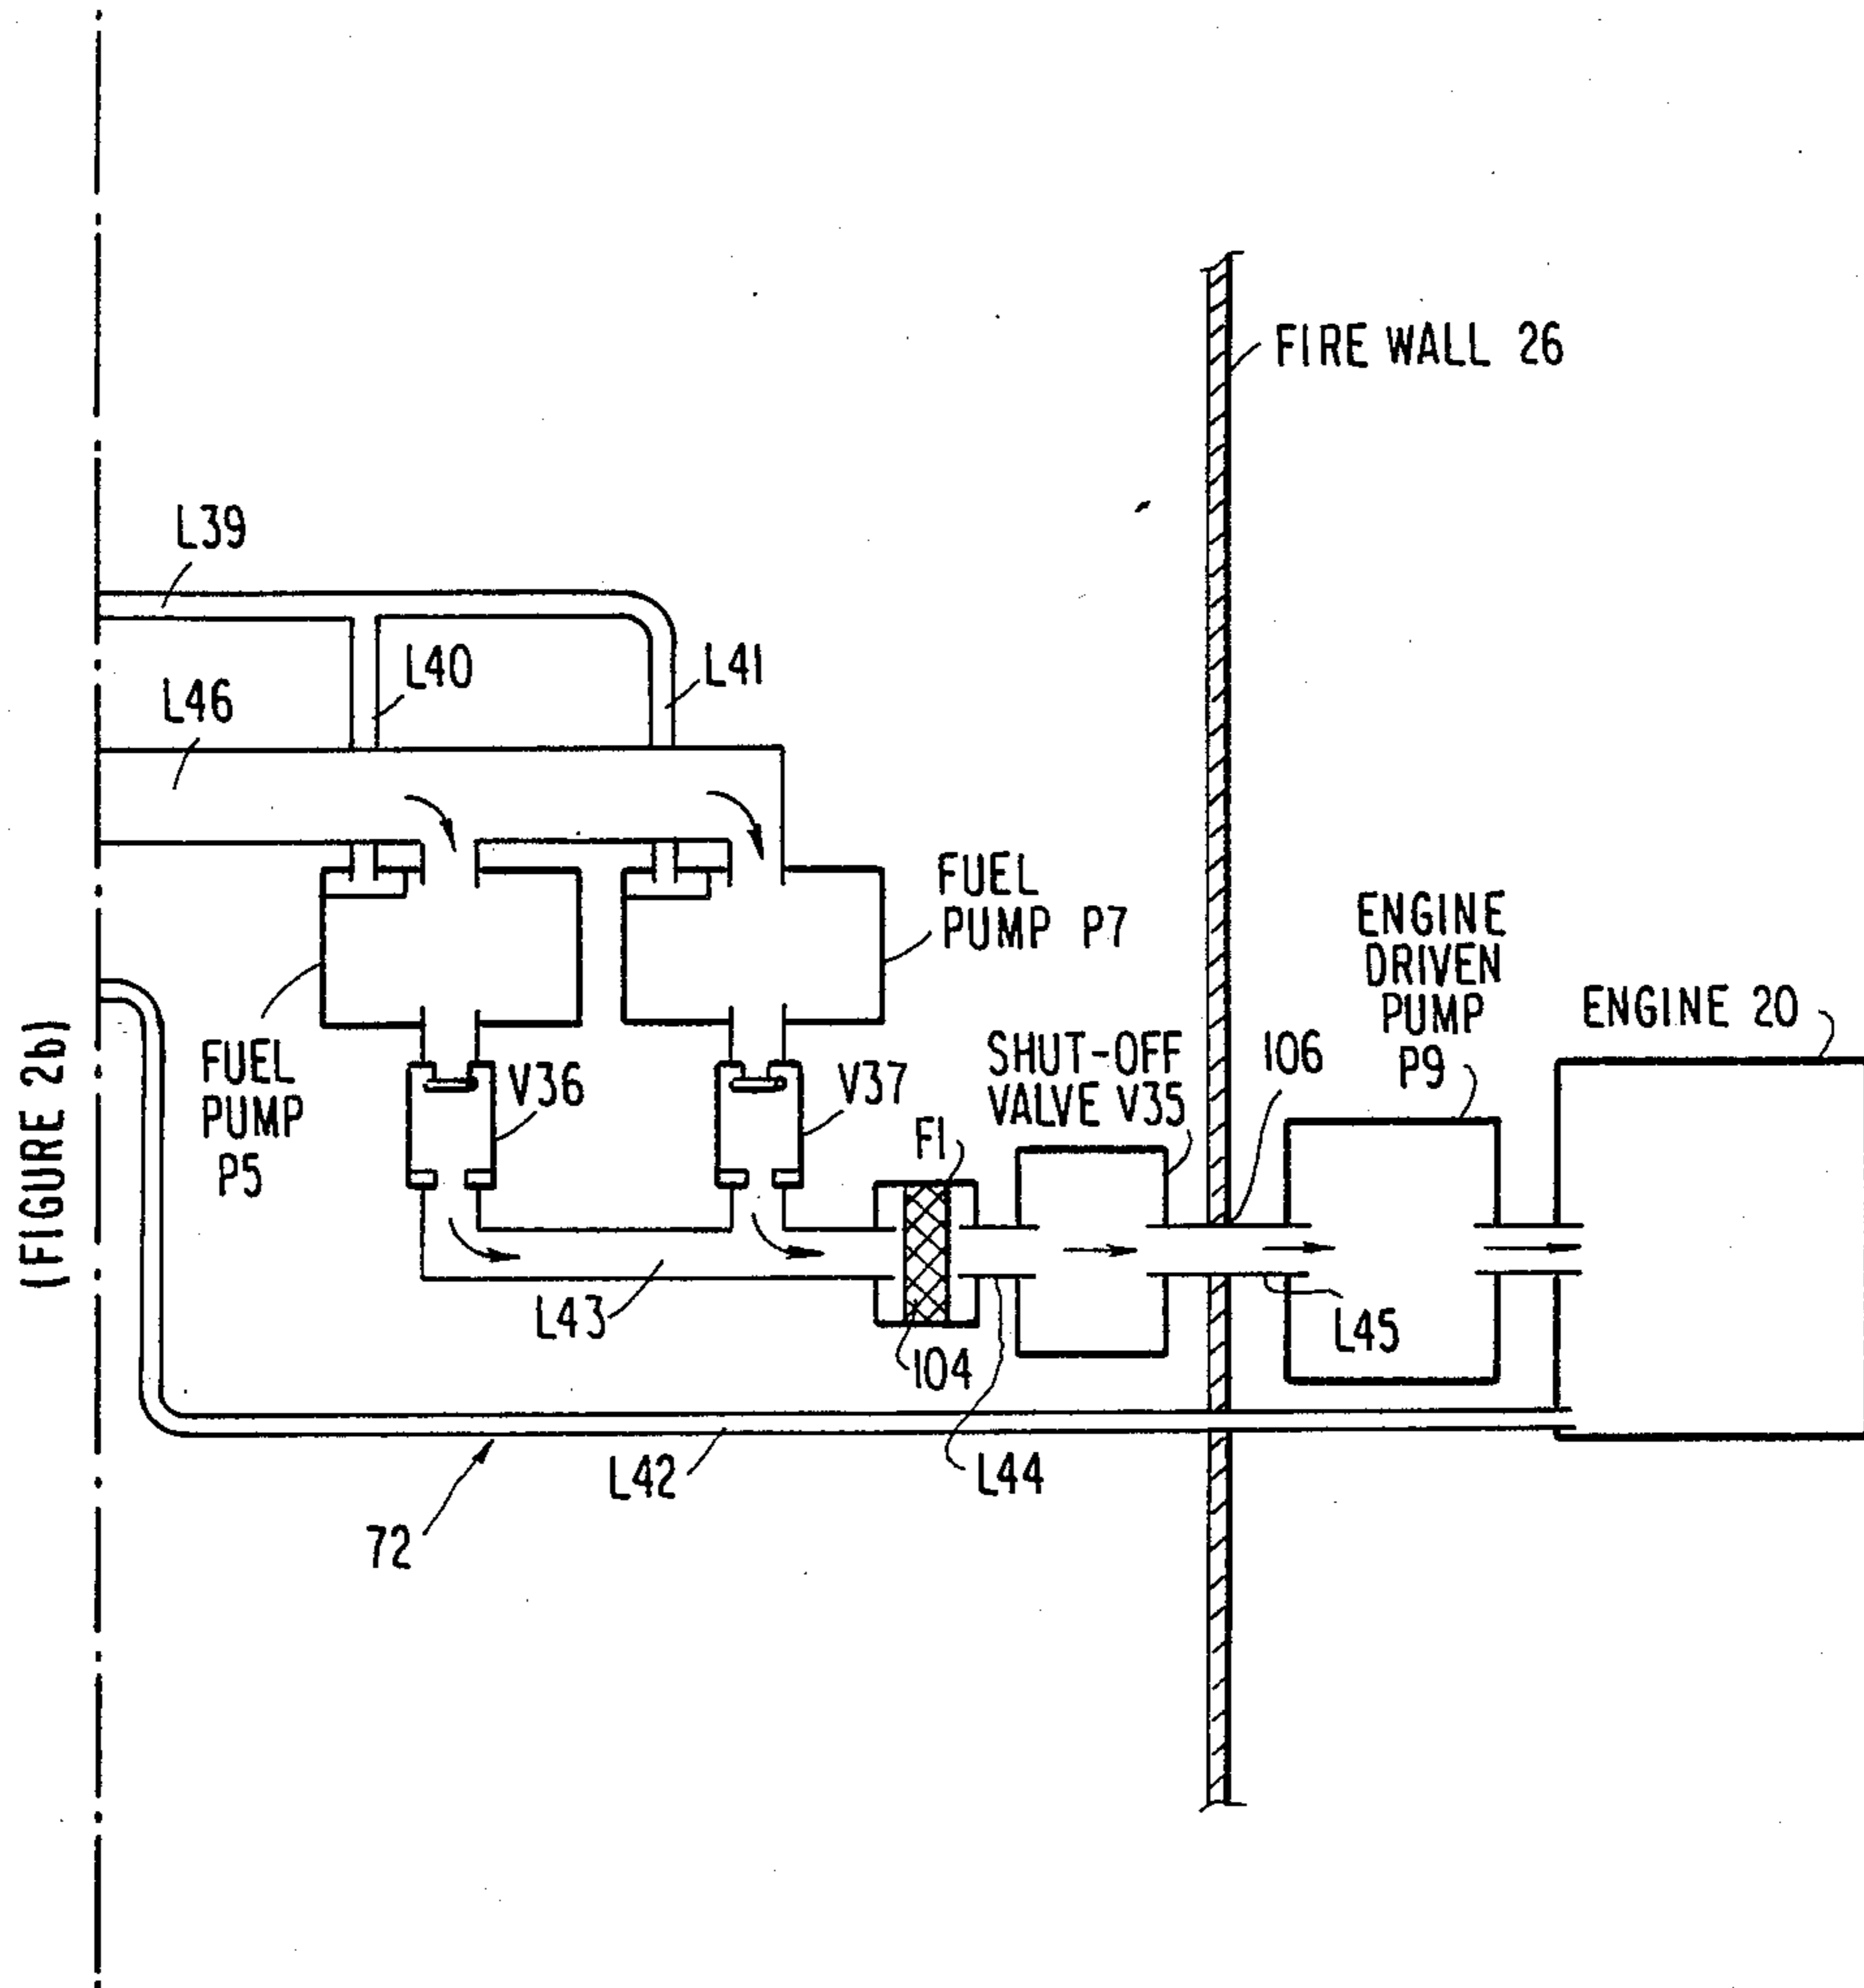 FIRE WALL 26
L39
L40
L41
L46
FUEL
PUMP P7
ENGINE
DRIVEN
PUMP
P9
ENGINE 20
(FIGURE 2b)
FUEL
PUMP
P5
V36
V37
SHUT-OFF
VALVE V35
106
F1
L43
104
L45
L42
L44
72